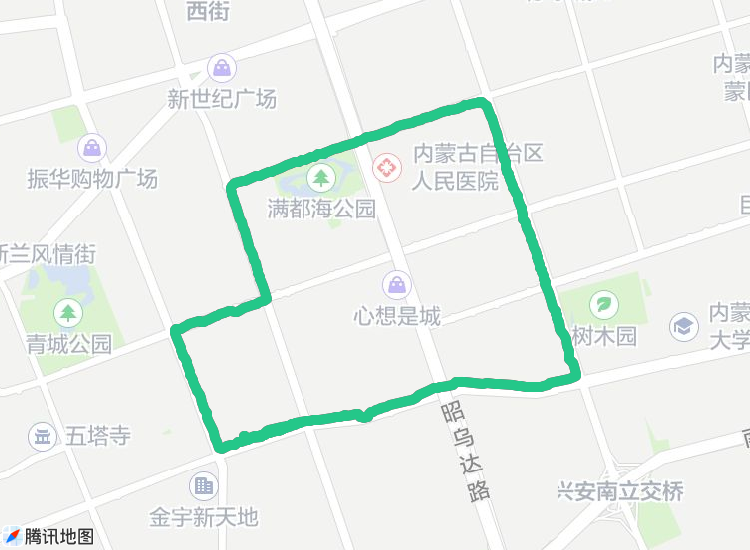 西街
新世纪广场
内蒙
蒙
振华购物广场
内蒙古自治区
人民医院
满都海公园
新兰风情街
心想是城
青城公园
树木园
内蒙
大学
五塔寺
昭乌达路
兴安南立交桥
金宇新天地
腾讯地图